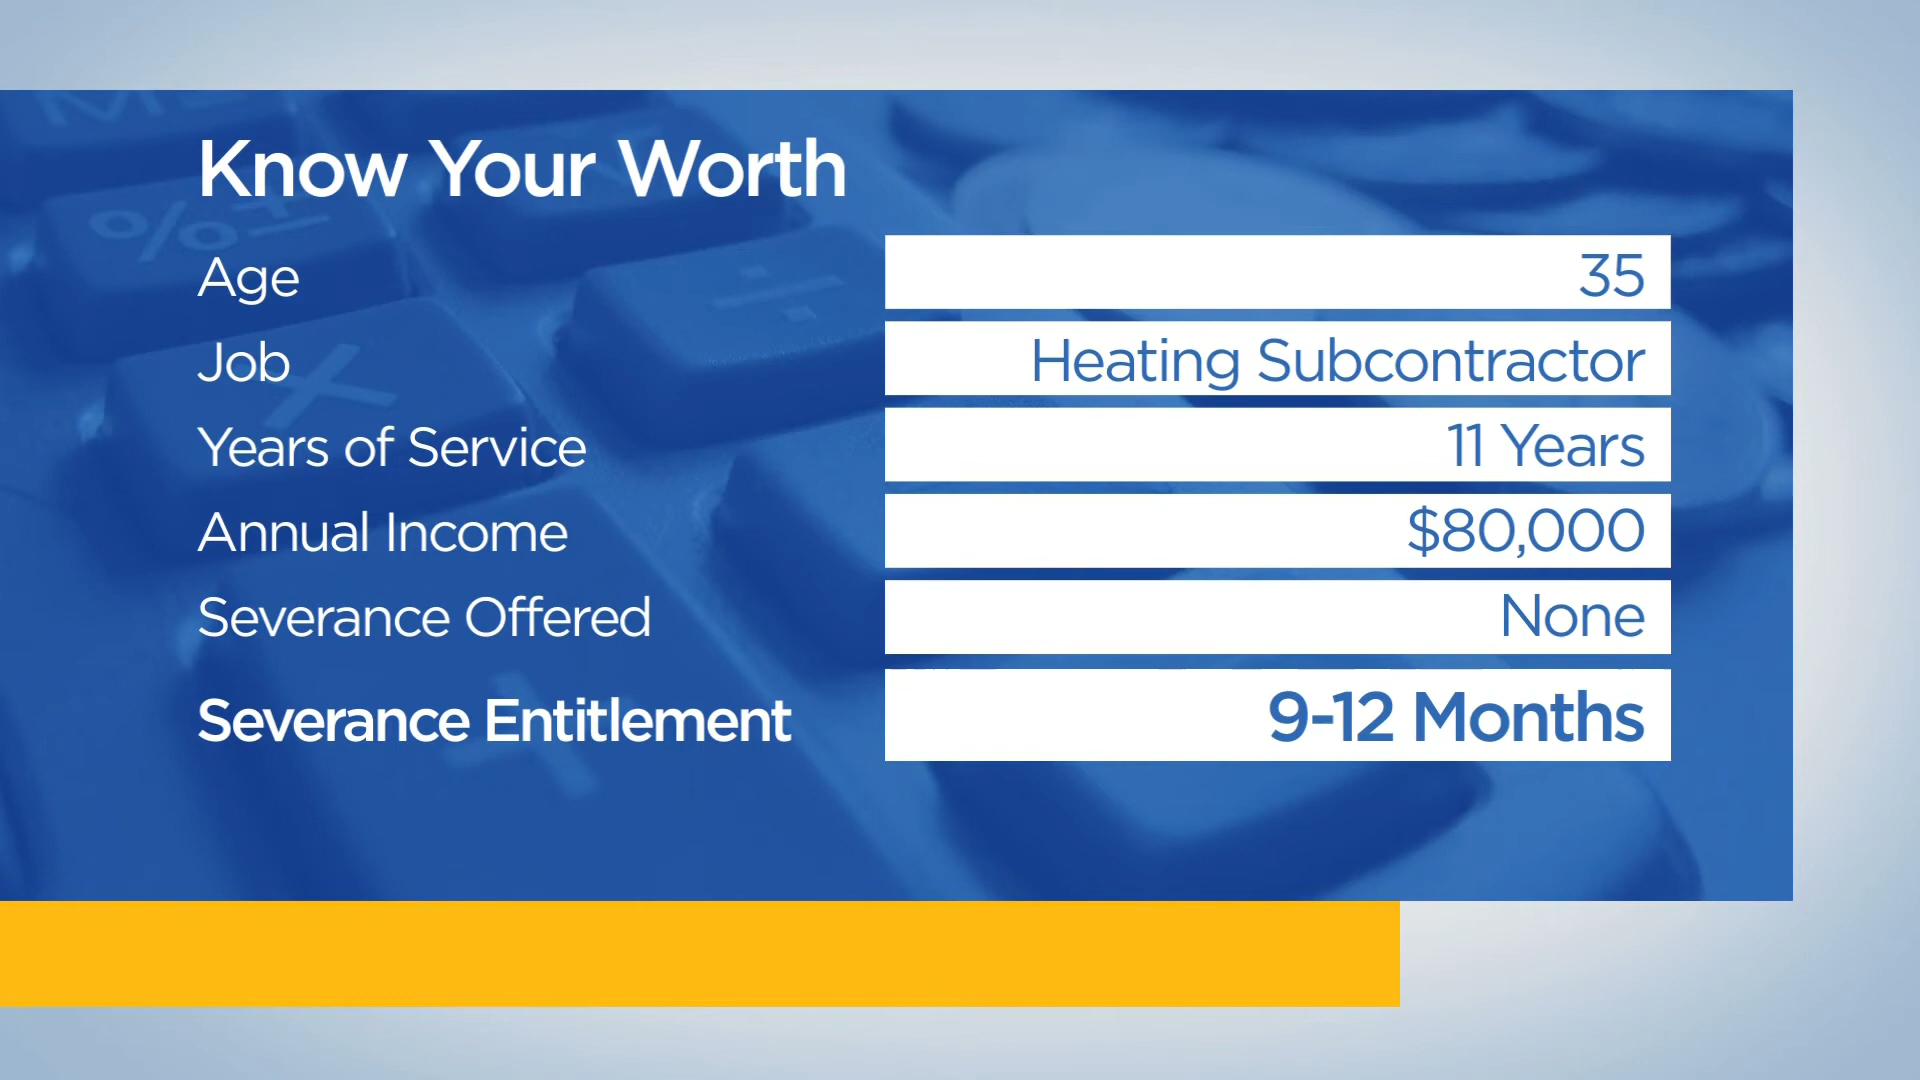 Know Your Worth
Age 35
Job Heating Subcontractor
Years of Service 11 Years
Annual Income $80,000
Severance Offered None
Severance Entitlement 9-12 Months